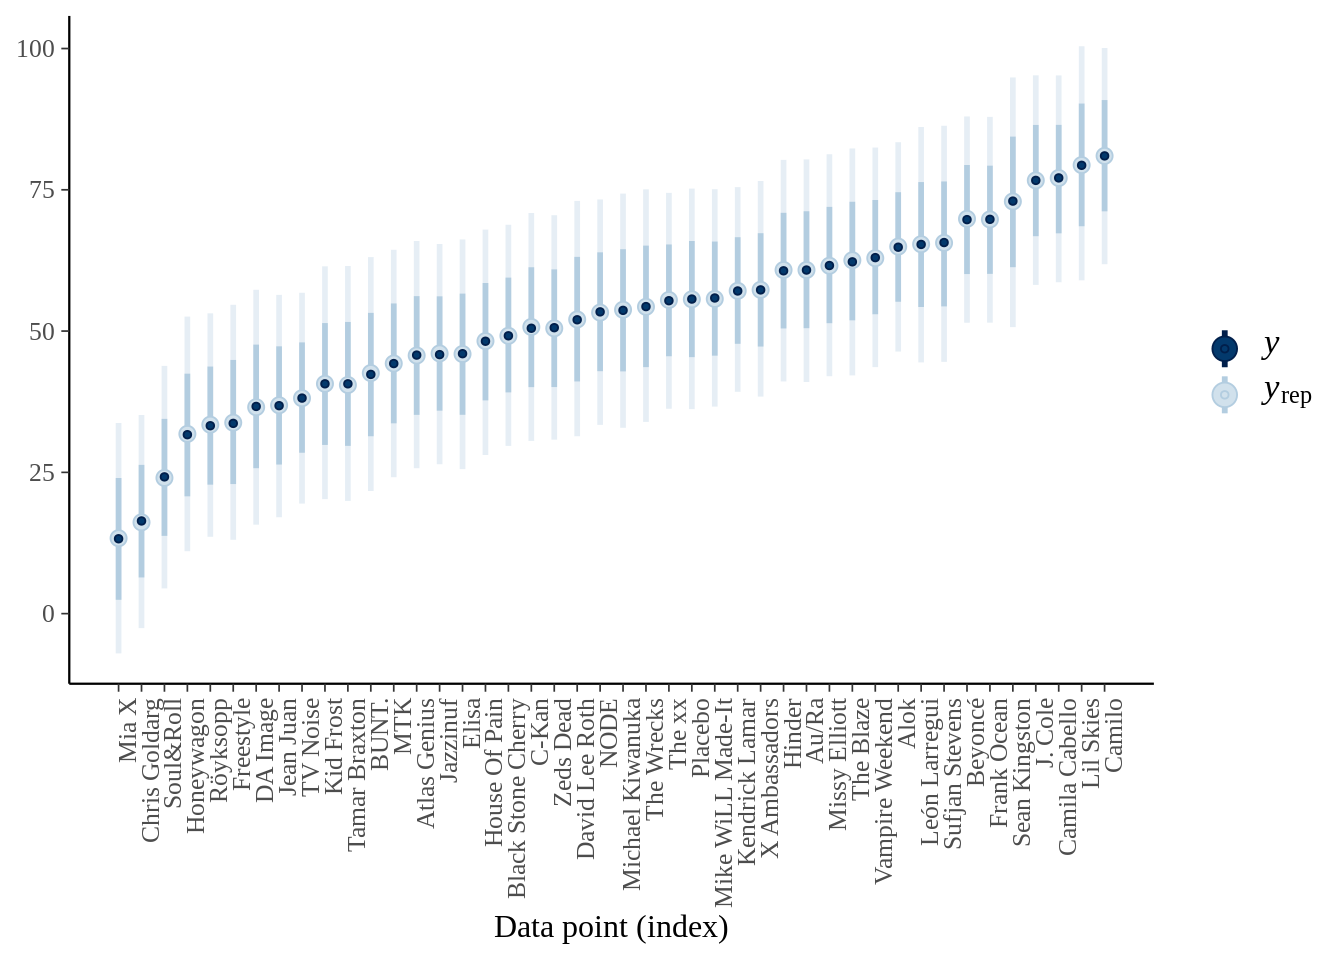 100
75
50
25
0
Mia X
Chris Goldarg
Soul&Roll
Honeywagon
Röyksopp
Freestyle
DA Image
Jean Juan
TV Noise
Kid Frost
Tamar Braxton
BUNT.
MTK
Atlas Genius
Jazzinuf
Elisa
House Of Pain
Black Stone Cherry
C-Kan
Zeds Dead
David Lee Roth
NODE
Michael Kiwanuka
The Wrecks
The xx
Placebo
Mike WiLL Made-It
Kendrick Lamar
X Ambassadors
Hinder
Au/Ra
Missy Elliott
The Blaze
Vampire Weekend
Alok
León Larregui
Sufjan Stevens
Beyoncé
Frank Ocean
Sean Kingston
J. Cole
Camila Cabello
Lil Skies
Camilo
Data point (index)
y
yrep